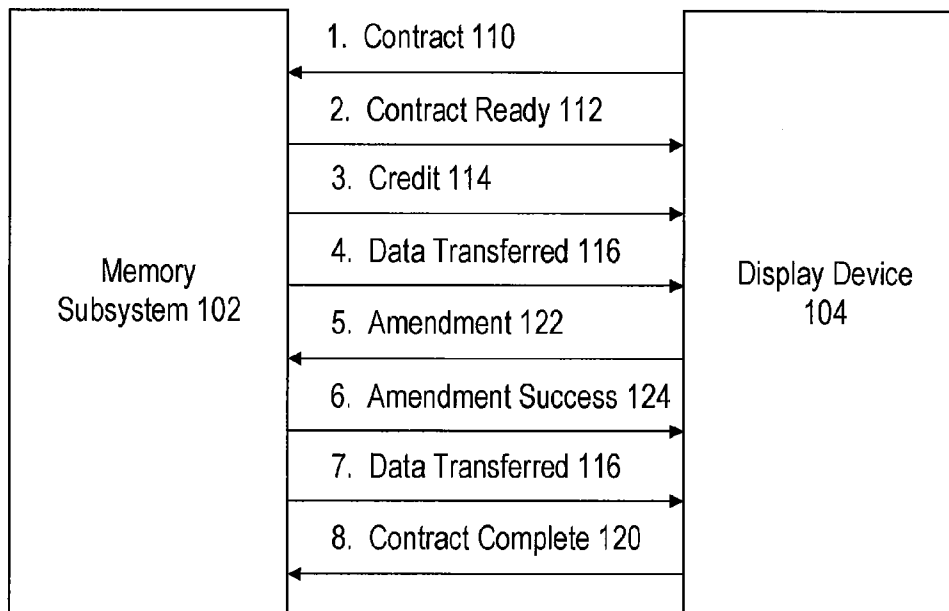 1. Contract 110
2. Contract Ready 112
3. Credit 114
4. Data Transferred 116
Memory
Subsystem 102
Display Device
104
5. Amendment 122
6. Amendment Success 124
7. Data Transferred 116
8. Contract Complete 120